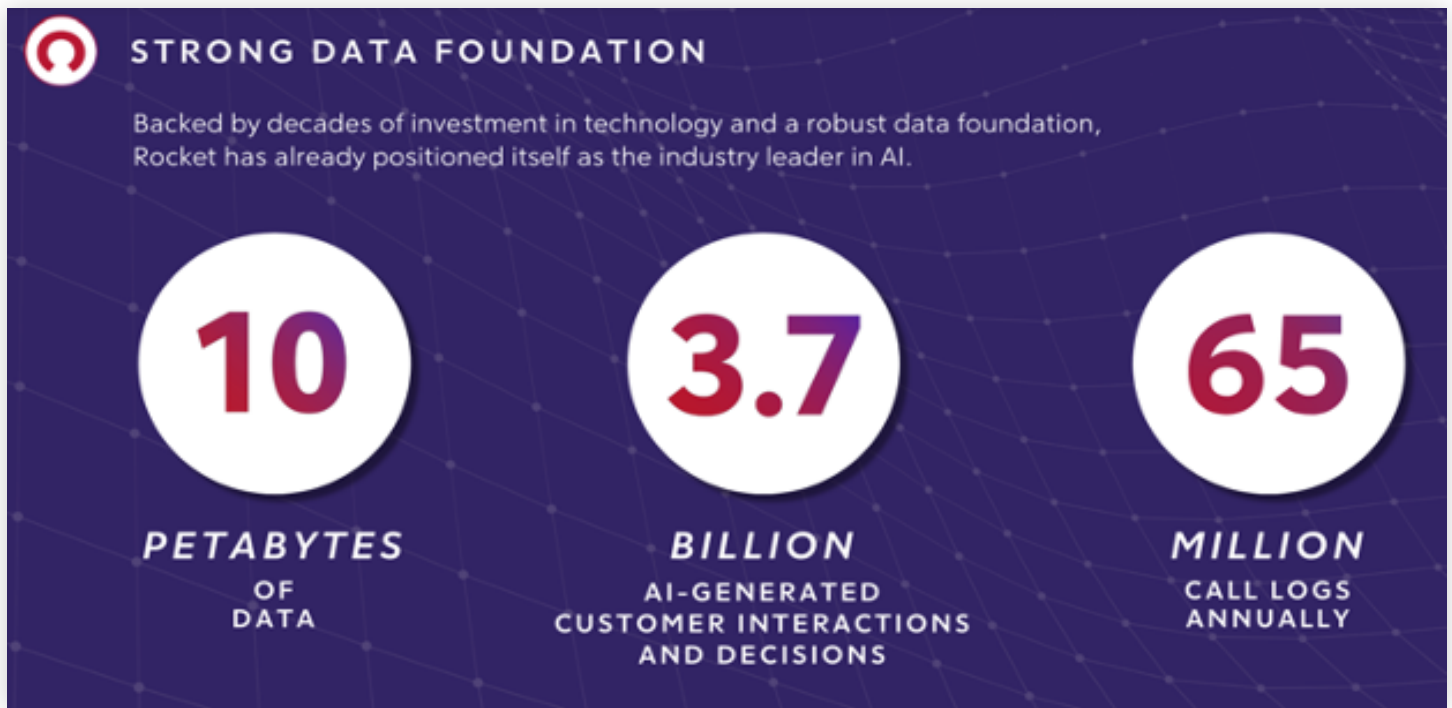 STRONG DATA FOUNDATION
Backed by decades of investment in technology and a robust data foundation,
Rocket has already positioned itself as the industry leader in AI.
10
PETABYTES
OF
DATA
3.7
BILLION
AI-GENERATED
CUSTOMER INTERACTIONS
AND DECISIONS
65
MILLION
CALL LOGS
ANNUALLY